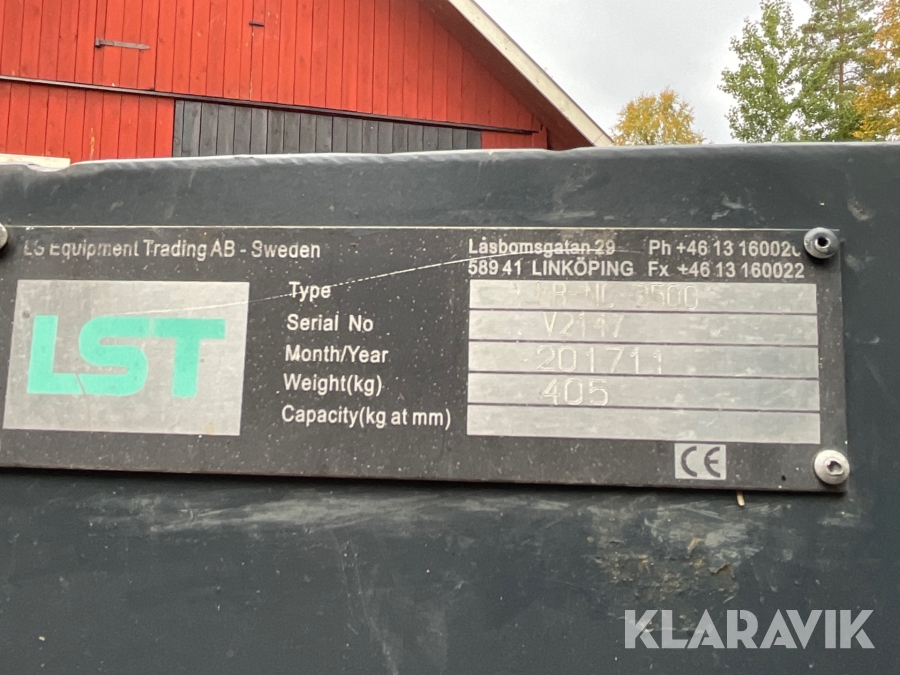 LS Equipment Trading AB - Sweden
Låsbomsgatan 29 Ph +46 13 160020
589 41 LINKÖPING Fx +46 13 160022
LST
Type
Serial No V2147
Month/Year 201711
Weight(kg) 405
Capacity(kg at mm)
CE
KLARAVIK